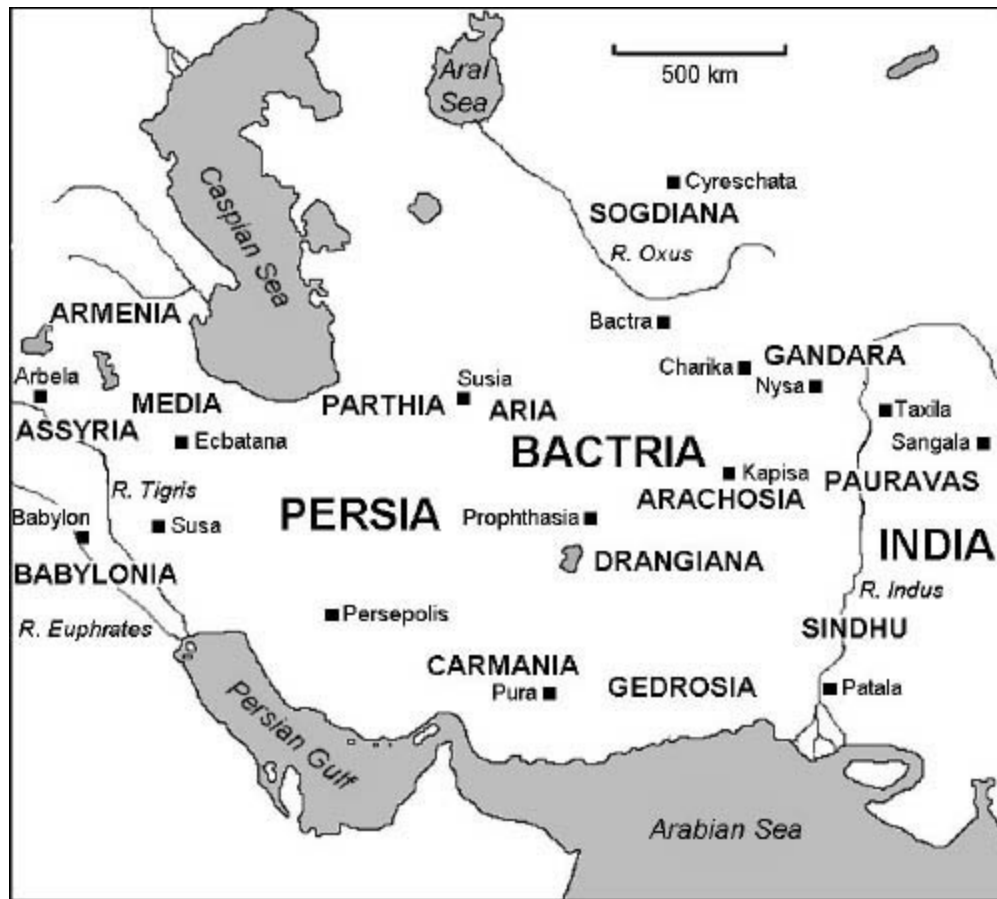 Aral
Sea
500 km
Caspian Sea
Cyreschata
SOGDIANA
R. Oxus
ARMENIA
Bactra
Arbela
MEDIA
Susia
PARTHIA
ARIA
Charika
GANDARA
Nysa
Taxila
ASSYRIA
Ecbatana
BACTRIA
Sangala
Kapisa
PAURAVAS
R. Tigris
ARACHOSIA
Babylon
Susa
PERSIA
Prophthasia
INDIA
BABYLONIA
DRANGIANA
R. Indus
R. Euphrates
Persepolis
SINDHU
CARMANIA
Pura
GEDROSIA
Patala
Persian Gulf
Arabian Sea